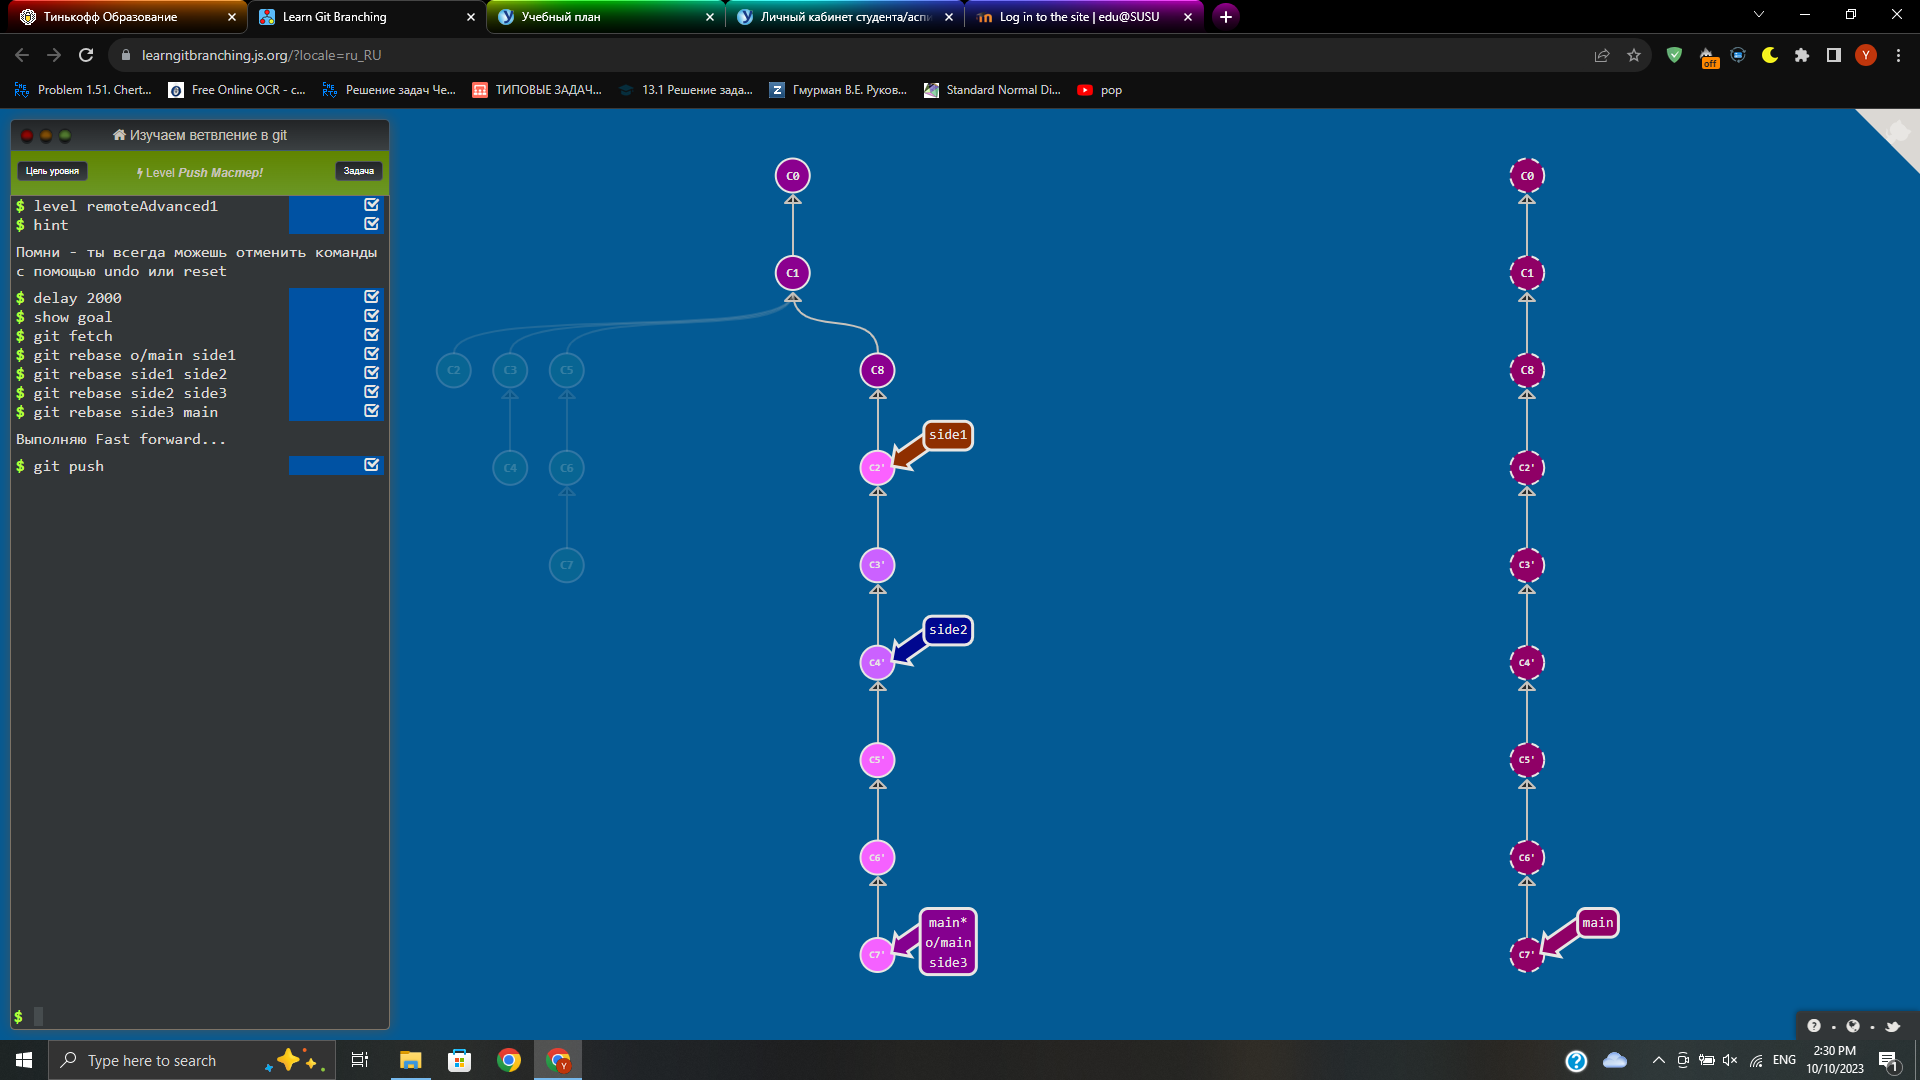 Тинькофф Образование
Learn Git Branching
Учебный план
Личный кабинет студента/аспи
Log in to the site | edu@SUSU
learngitbranching.js.org/?locale=ru_RU
off
Y
Problem 1.51. Chert...
Free Online OCR - c...
Решение задач Че...
ТИПОВЫЕ ЗАДАЧ...
13.1 Решение зада...
Гмурман В.Е. Руков...
Standard Normal Di...
pop
Изучаем ветвление в git
Цель уровня
Level Push Мастер!
Задача
$ level remoteAdvanced1
$ hint
Помни - ты всегда можешь отменить команды
с помощью undo или reset
$ delay 2000
$ show goal
$ git fetch
$ git rebase o/main side1
$ git rebase side1 side2
$ git rebase side2 side3
$ git rebase side3 main
Выполняю Fast forward...
$ git push
$
C0
C1
C2
C3
C5
C8
side1
C4
C6
C2'
C7
C3'
side2
C4'
C5'
C6'
main*
o/main
side3
C7'
C0
C1
C8
C2'
C3'
C4'
C5'
C6'
main
C7'
Type here to search
ENG
2:30 PM
10/10/2023
1